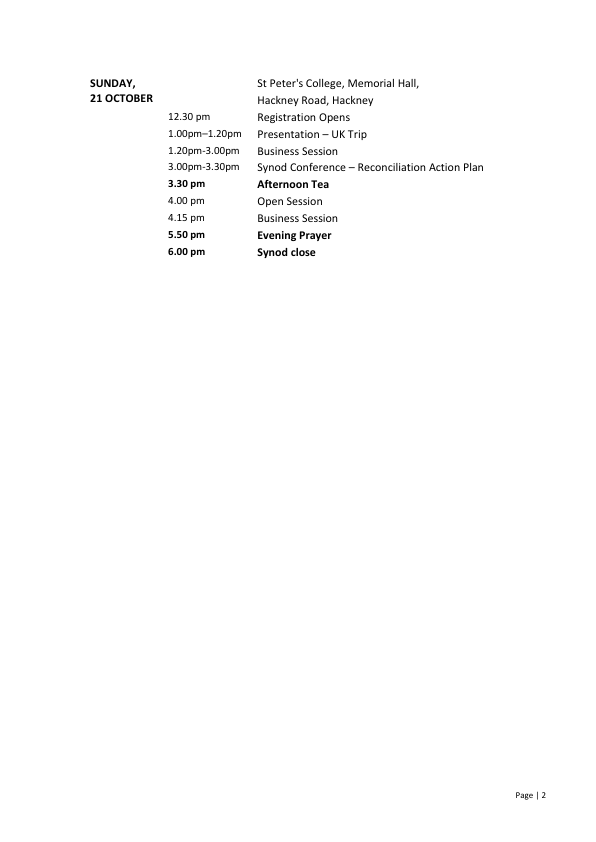 SUNDAY, St Peter's College, Memorial Hall,
21 OCTOBER Hackney Road, Hackney
12.30 pm Registration Opens
1.00pm–1.20pm Presentation – UK Trip
1.20pm-3.00pm Business Session
3.00pm-3.30pm Synod Conference – Reconciliation Action Plan
3.30 pm Afternoon Tea
4.00 pm Open Session
4.15 pm Business Session
5.50 pm Evening Prayer
6.00 pm Synod close
Page | 2